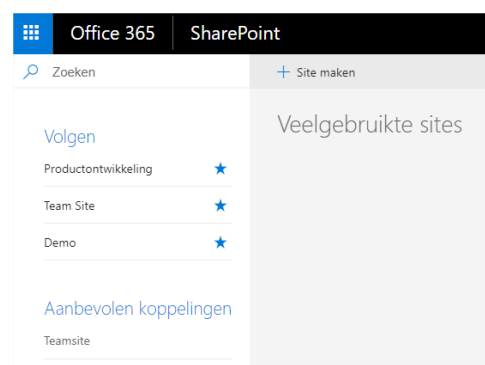 Office 365 SharePoint
Zoeken
+ Site maken
Veelgebruikte sites
Volgen
Productontwikkeling
Team Site
Demo
Aanbevolen koppelingen
Teamsite